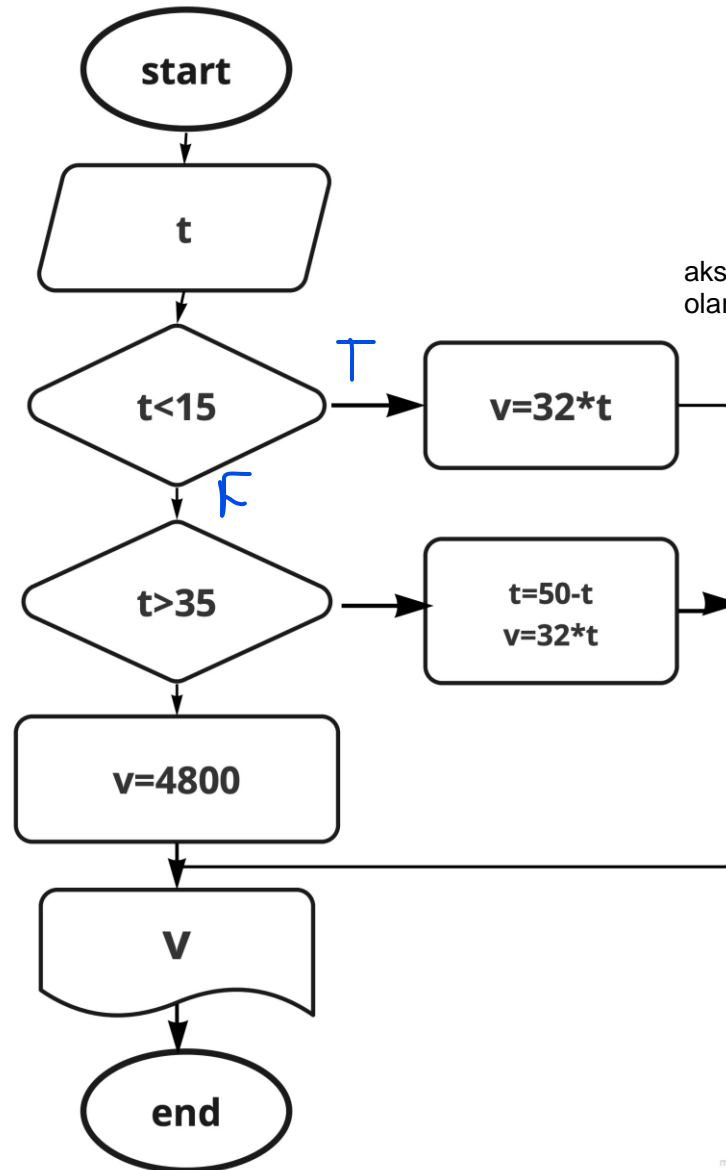 start
t
aks
olar
t<15
T
v=32*t
F
t>35
t=50-t
v=32*t
v=4800
v
end